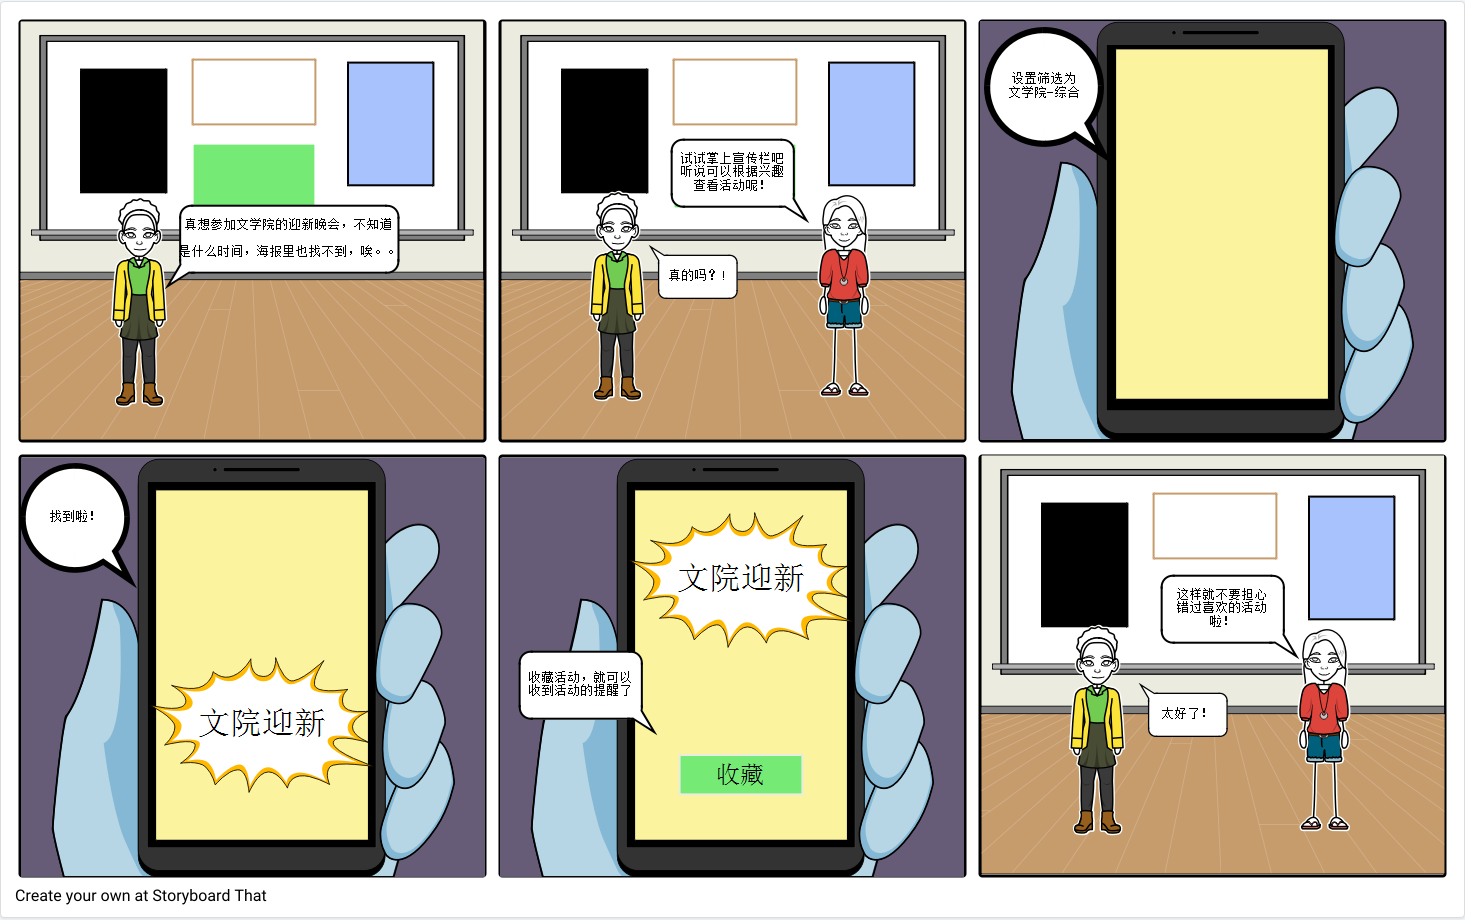 真想参加文学院的迎新晚会，不知道
是什么时间，海报里也找不到，唉。。
试试掌上宣传栏吧
听说可以根据兴趣
查看活动呢！
真的吗？！
设置筛选为
文学院-综合
找到啦！
文院迎新
文院迎新
收藏活动，就可以
收到活动的提醒了
收藏
这样就不要担心
错过喜欢的活动
啦！
太好了！
Create your own at Storyboard That